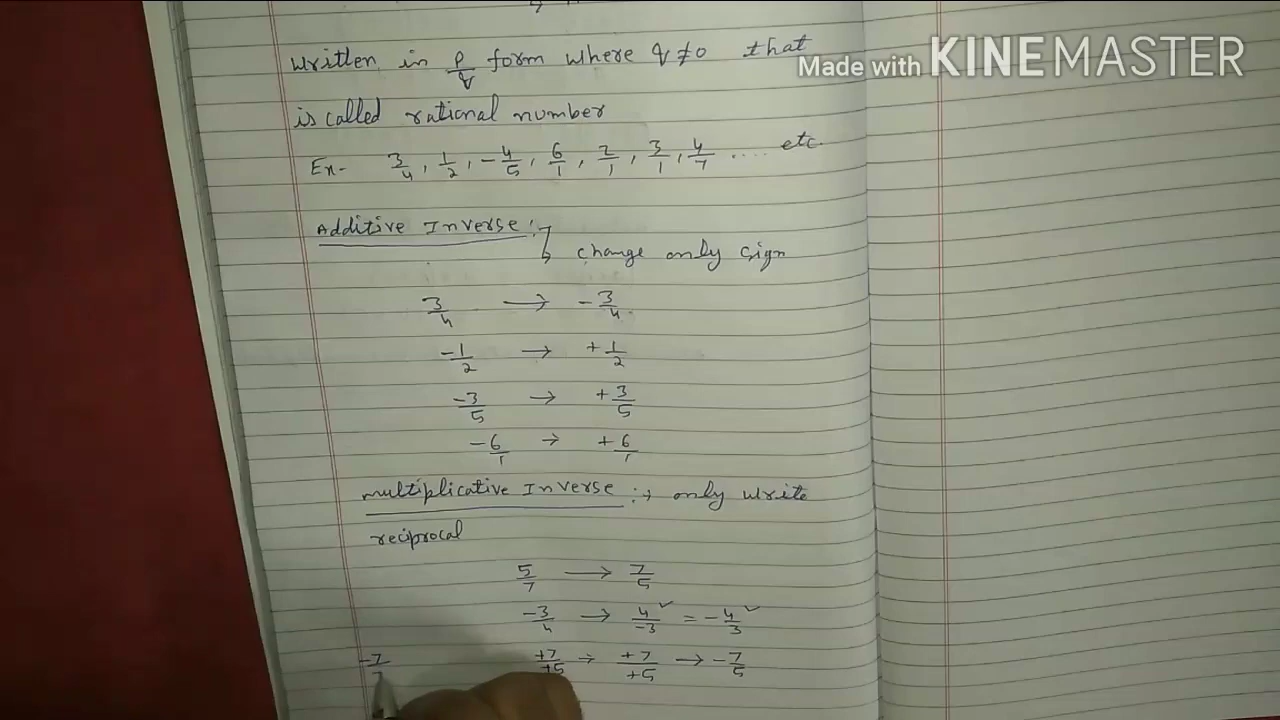 written in p/q form where q ≠ 0 that
Made with KINEMASTER
is called rational number
Ex- 3/4, 1/2, -4/5, 6/1, 2/1, 3/1, 4/7 .... etc.
Additive Inverse :→ change only sign
3/4 → -3/4
-1/2 → +1/2
-3/5 → +3/5
-6/1 → +6/1
multiplicative Inverse :→ only write
reciprocal
5/7 → 7/5
-3/4 → 4/-3 = -4/3
+7/+5 → +7/+5 → -7/5